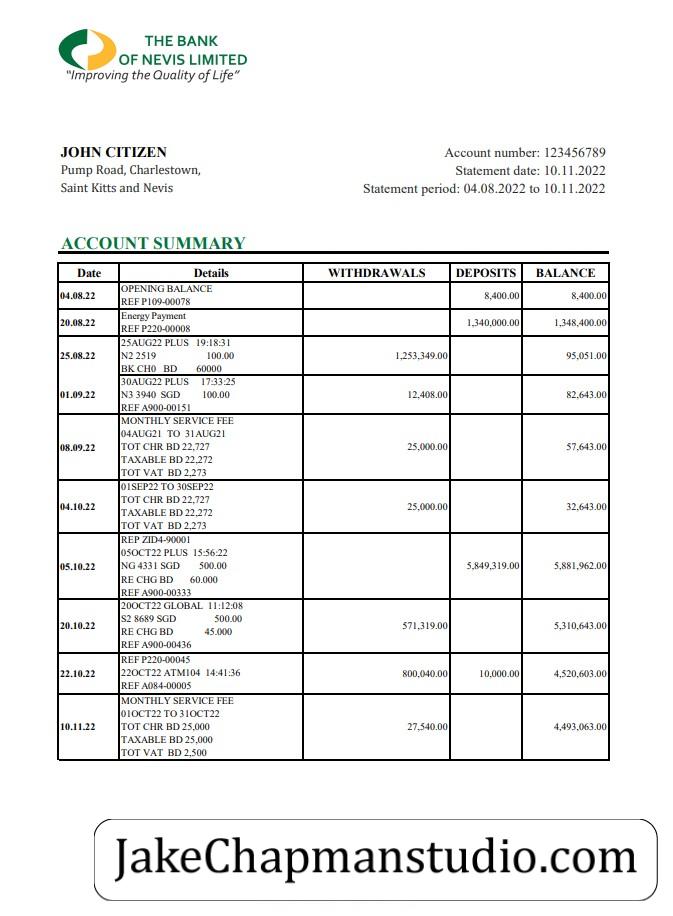 THE BANK
OF NEVIS LIMITED
“Improving the Quality of Life”
JOHN CITIZEN
Pump Road, Charlestown,
Saint Kitts and Nevis
Account number: 123456789
Statement date: 10.11.2022
Statement period: 04.08.2022 to 10.11.2022
ACCOUNT SUMMARY
Date Details WITHDRAWALS DEPOSITS BALANCE
04.08.22 OPENING BALANCE 8,400.00 8,400.00
REF P109-00078
20.08.22 Energy Payment 1,340,000.00 1,348,400.00
REF P220-00008
25AUG22 PLUS 19:18:31
25.08.22 N2 2519 100.00 1,253,349.00 95,051.00
BK CH0 BD 60000
30AUG22 PLUS 17:33:25
01.09.22 N3 3940 SGD 100.00 12,408.00 82,643.00
REF A900-00151
MONTHLY SERVICE FEE
04AUG21 TO 31AUG21
08.09.22 TOT CHR BD 22,727 25,000.00 57,643.00
TAXABLE BD 22,272
TOT VAT BD 2,273
01SEP22 TO 30SEP22
04.10.22 TOT CHR BD 22,727 25,000.00 32,643.00
TAXABLE BD 22,272
TOT VAT BD 2,273
REP ZID4-90001
05OCT22 PLUS 15:56:22
05.10.22 NG 4331 SGD 500.00 5,849,319.00 5,881,962.00
RE CHG BD 60.000
REF A900-00333
20OCT22 GLOBAL 11:12:08
20.10.22 S2 8689 SGD 500.00 571,319.00 5,310,643.00
RE CHG BD 45.000
REF A900-00436
REF P220-00045
22.10.22 22OCT22 ATM104 14:41:36 800,040.00 10,000.00 4,520,603.00
REF A084-00005
MONTHLY SERVICE FEE
01OCT22 TO 31OCT22
10.11.22 TOT CHR BD 25,000 27,540.00 4,493,063.00
TAXABLE BD 25,000
TOT VAT BD 2,500
JakeChapmanstudio.com